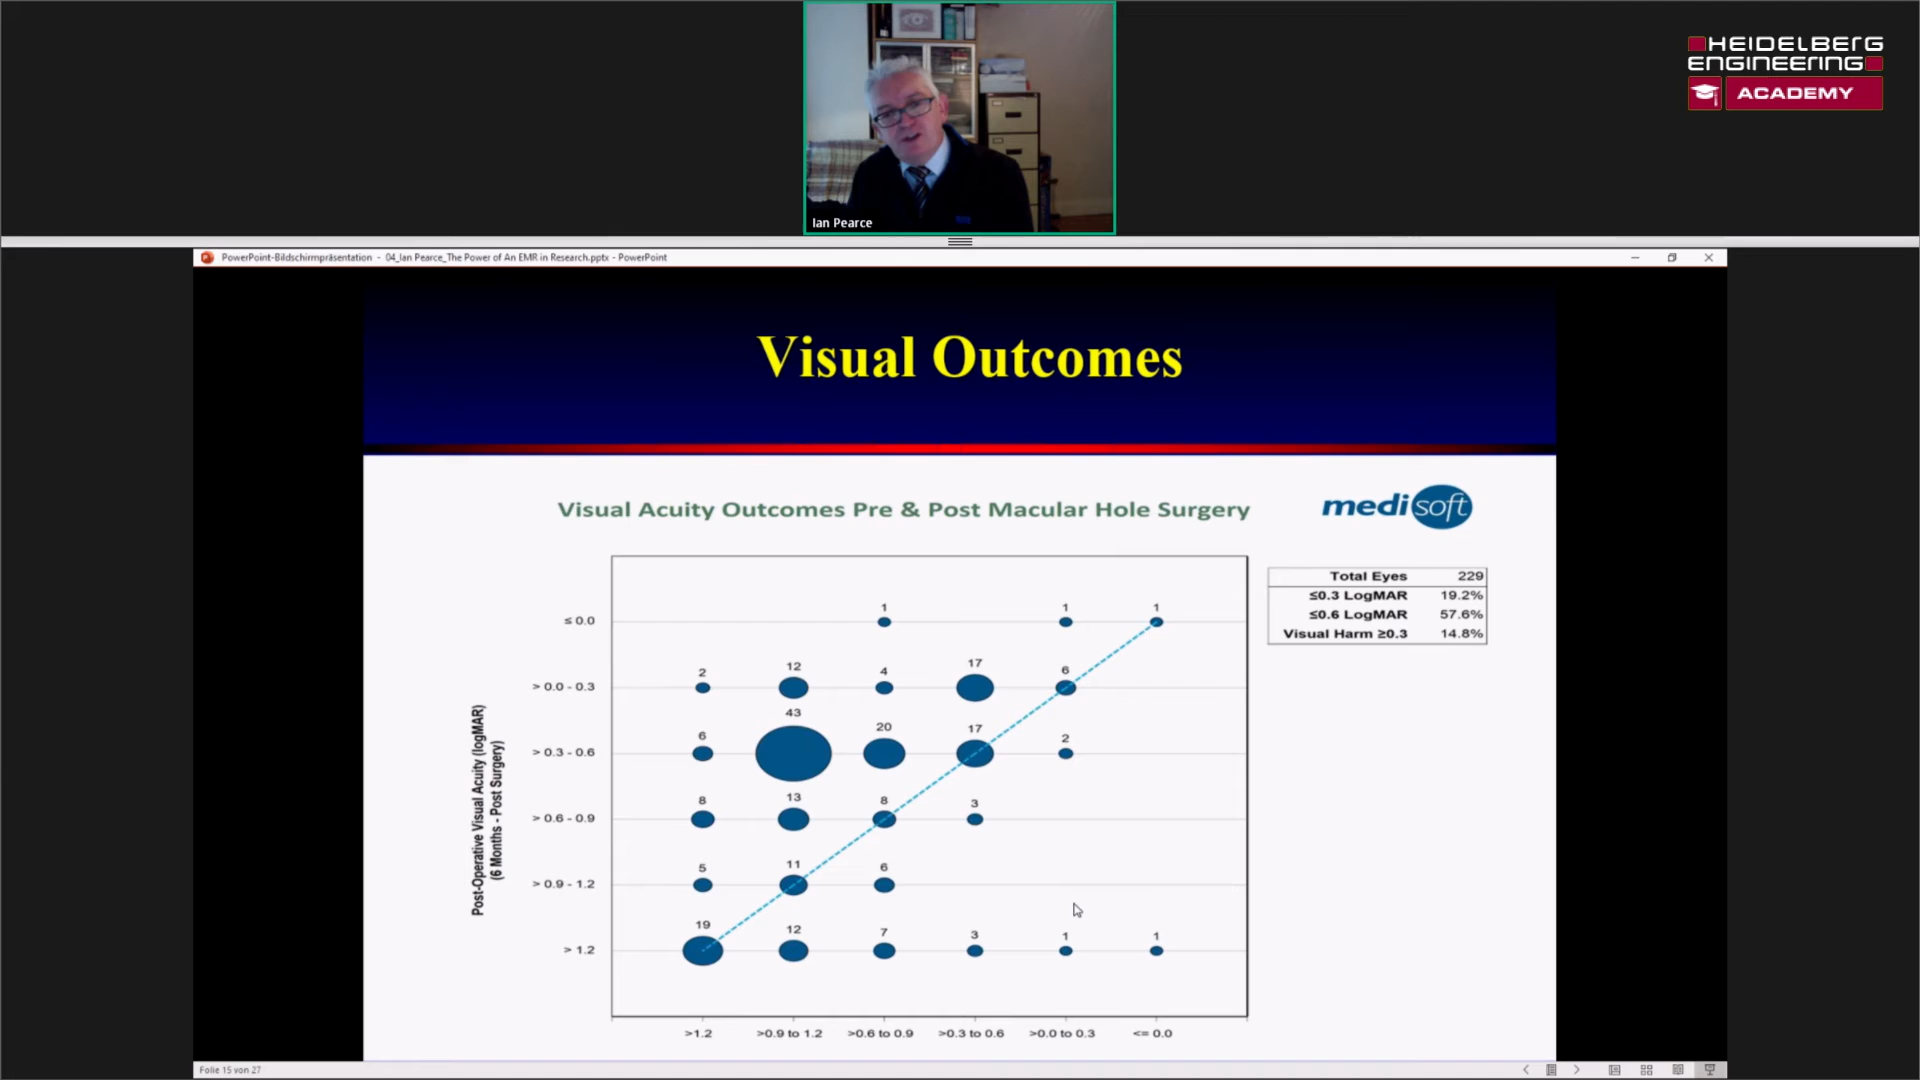 HEIDELBERG
ENGINEERING
ACADEMY
Ian Pearce
PowerPoint-Bildschirmpräsentation - 04_Ian Pearce_The Power of An EMR in Research.pptx - PowerPoint
Visual Outcomes
Visual Acuity Outcomes Pre & Post Macular Hole Surgery
medisoft
Total Eyes 229
≤0.3 LogMAR 19.2%
≤0.6 LogMAR 57.6%
Visual Harm ≥0.3 14.8%
Post-Operative Visual Acuity (logMAR)
(6 Months - Post Surgery)
1 1 1
≤ 0.0
2 12 4 17 6
> 0.0 - 0.3
6 43 20 17 2
> 0.3 - 0.6
8 13 8 3
> 0.6 - 0.9
5 11 6
> 0.9 - 1.2
19 12 7 3 1 1
> 1.2
>1.2 >0.9 to 1.2 >0.6 to 0.9 >0.3 to 0.6 >0.0 to 0.3 <= 0.0
Folie 15 von 27